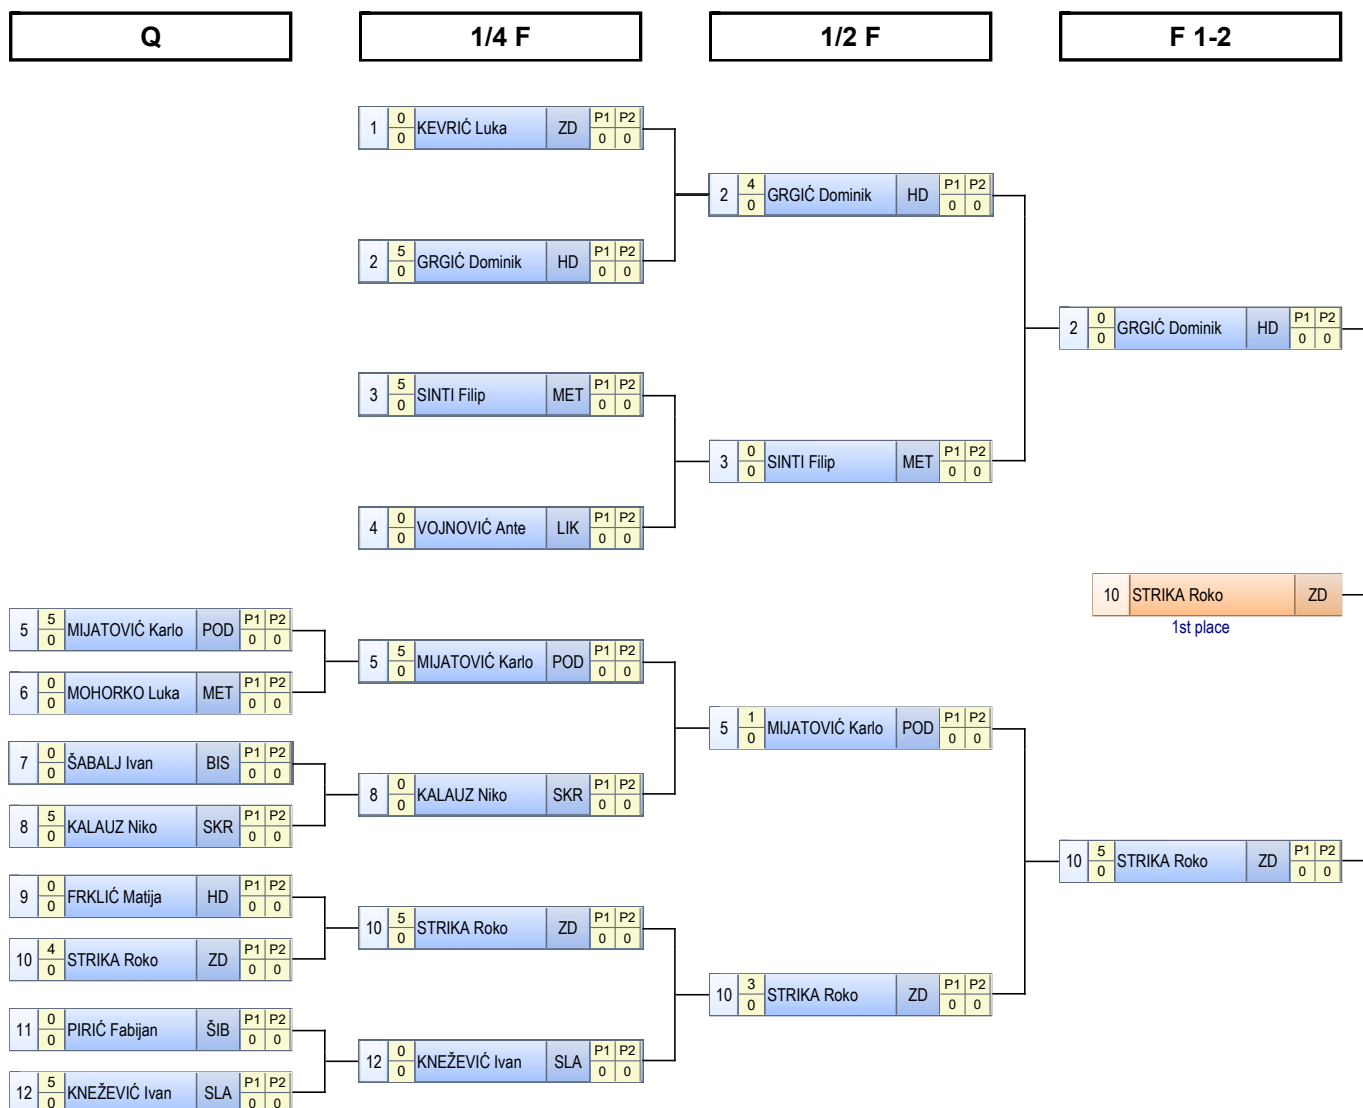 Q 1/4 F 1/2 F F 1-2
1 0 0 KEVRIĆ Luka ZD P1 P2 0 0
2 4 0 GRGIĆ Dominik HD P1 P2 0 0
2 5 0 GRGIĆ Dominik HD P1 P2 0 0
2 0 0 GRGIĆ Dominik HD P1 P2 0 0
3 5 0 SINTI Filip MET P1 P2 0 0
3 0 0 SINTI Filip MET P1 P2 0 0
4 0 0 VOJNOVIĆ Ante LIK P1 P2 0 0
10 STRIKA Roko ZD
1st place
5 5 0 MIJATOVIĆ Karlo POD P1 P2 0 0
5 5 0 MIJATOVIĆ Karlo POD P1 P2 0 0
6 0 0 MOHORKO Luka MET P1 P2 0 0
5 1 0 MIJATOVIĆ Karlo POD P1 P2 0 0
7 0 0 ŠABALJ Ivan BIS P1 P2 0 0
8 0 0 KALAUZ Niko SKR P1 P2 0 0
8 5 0 KALAUZ Niko SKR P1 P2 0 0
10 5 0 STRIKA Roko ZD P1 P2 0 0
9 0 0 FRKLIĆ Matija HD P1 P2 0 0
10 5 0 STRIKA Roko ZD P1 P2 0 0
10 4 0 STRIKA Roko ZD P1 P2 0 0
10 3 0 STRIKA Roko ZD P1 P2 0 0
11 0 0 PIRIĆ Fabijan ŠIB P1 P2 0 0
12 0 0 KNEŽEVIĆ Ivan SLA P1 P2 0 0
12 5 0 KNEŽEVIĆ Ivan SLA P1 P2 0 0